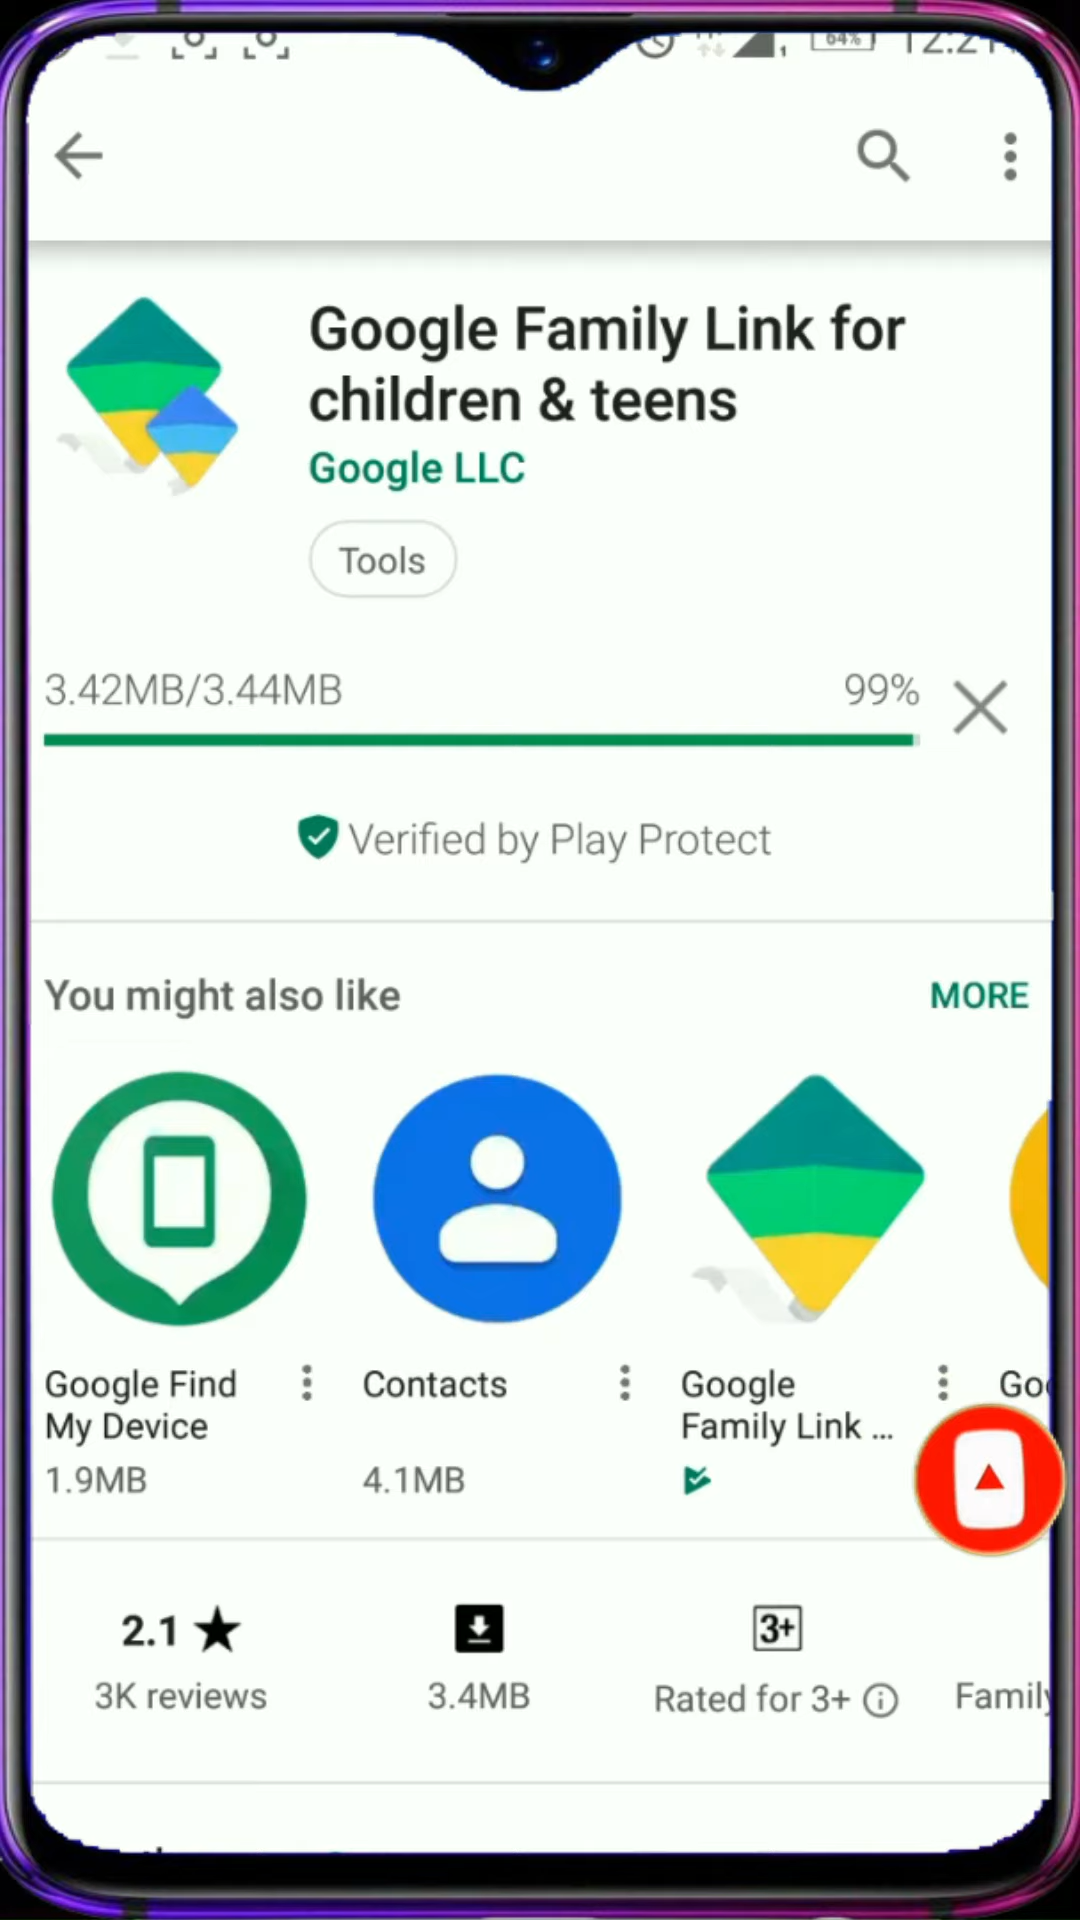 64%
Google Family Link for
children & teens
Google LLC
Tools
3.42MB/3.44MB 99%
Verified by Play Protect
You might also like MORE
Google Find
My Device
1.9MB
Contacts
4.1MB
Google
Family Link ...
2.1
3K reviews
3.4MB
3+
Rated for 3+
Family